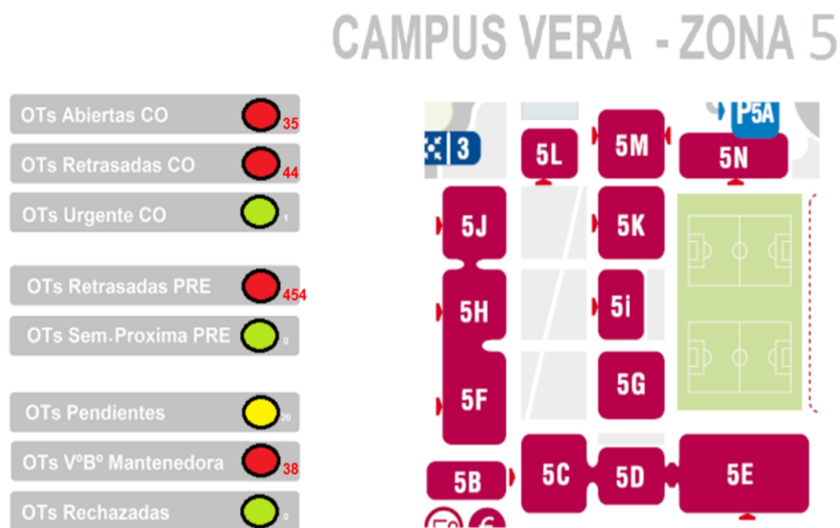 CAMPUS VERA - ZONA 5
OTs Abiertas CO 35
OTs Retrasadas CO 44
OTs Urgente CO 1
OTs Retrasadas PRE 454
OTs Sem.Proxima PRE 0
OTs Pendientes 20
OTs VºBº Mantenedora 38
OTs Rechazadas 0
P5A
3
5L
5M
5N
5J
5K
5H
5i
5F
5G
5B
5C
5D
5E